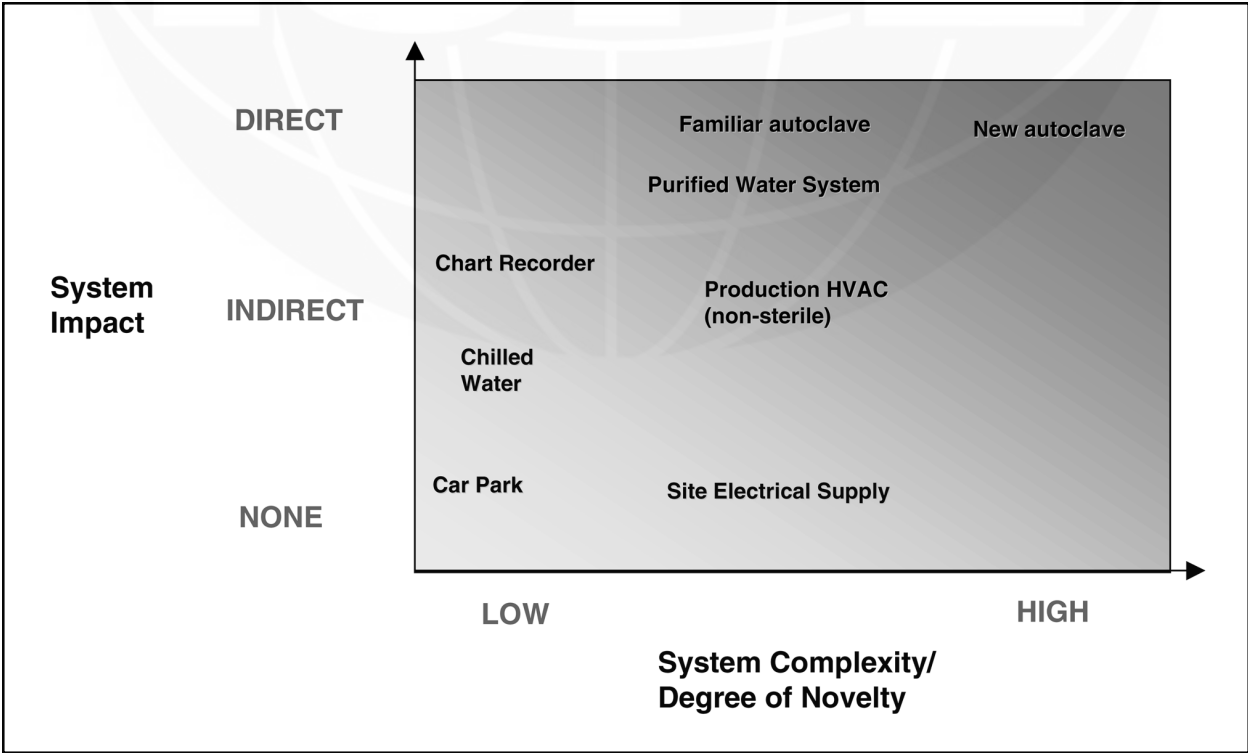 DIRECT
Familiar autoclave
New autoclave
Purified Water System
Chart Recorder
System
Impact
INDIRECT
Production HVAC
(non-sterile)
Chilled
Water
Car Park
Site Electrical Supply
NONE
LOW
HIGH
System Complexity/
Degree of Novelty